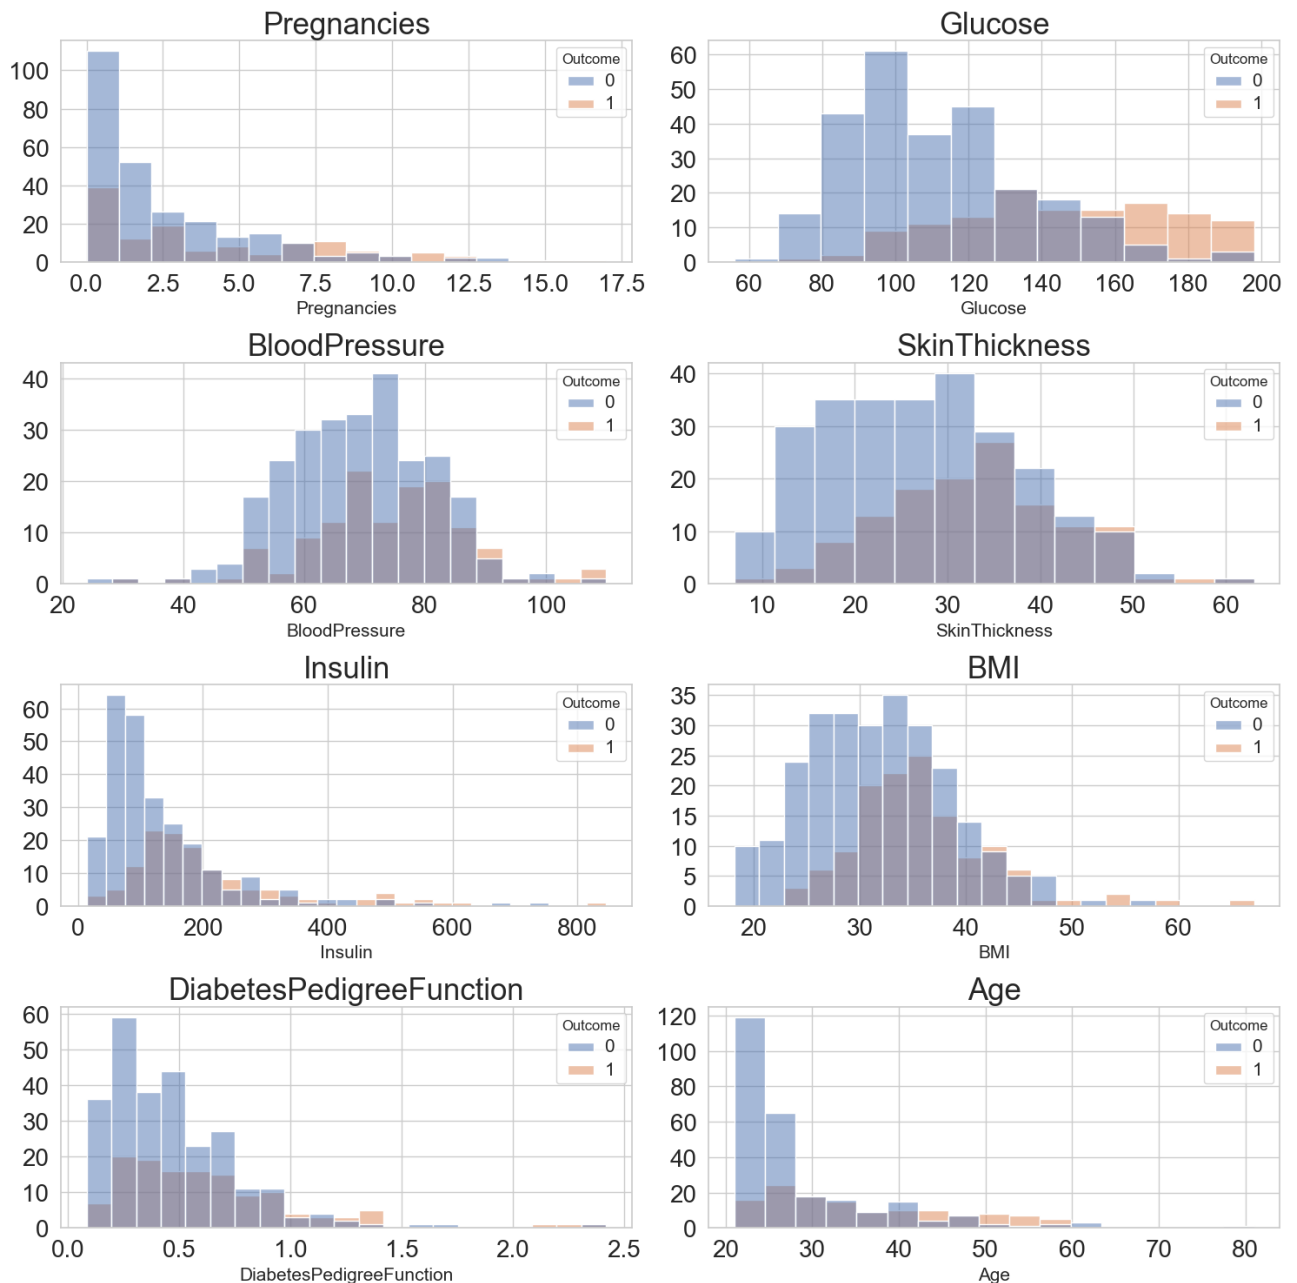 Pregnancies
Outcome
0
1
100
80
60
40
20
0
0.0 2.5 5.0 7.5 10.0 12.5 15.0 17.5
Pregnancies
Glucose
Outcome
0
1
60
50
40
30
20
10
0
60 80 100 120 140 160 180 200
Glucose
BloodPressure
Outcome
0
1
40
30
20
10
0
20 40 60 80 100
BloodPressure
SkinThickness
Outcome
0
1
40
30
20
10
0
10 20 30 40 50 60
SkinThickness
Insulin
Outcome
0
1
60
50
40
30
20
10
0
0 200 400 600 800
Insulin
BMI
Outcome
0
1
35
30
25
20
15
10
5
0
20 30 40 50 60
BMI
DiabetesPedigreeFunction
Outcome
0
1
60
50
40
30
20
10
0
0.0 0.5 1.0 1.5 2.0 2.5
DiabetesPedigreeFunction
Age
Outcome
0
1
120
100
80
60
40
20
0
20 30 40 50 60 70 80
Age